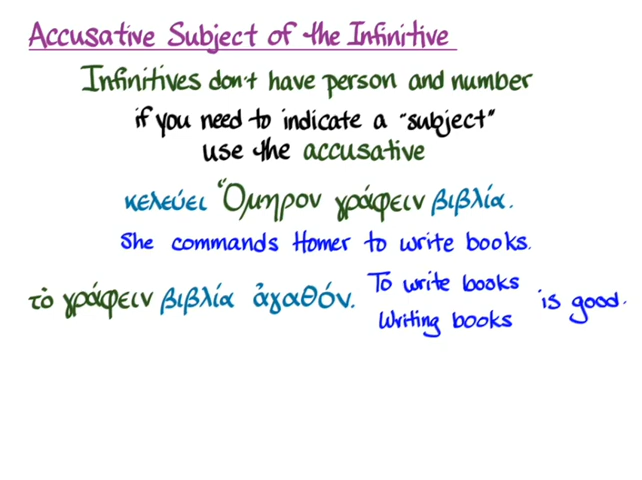 Accusative Subject of the Infinitive
Infinitives don't have person and number
if you need to indicate a "subject"
use the accusative
κελεύει Ὅμηρον γράφειν βιβλία.
She commands Homer to write books.
τὸ γράφειν βιβλία ἀγαθόν. To write books is good.
Writing books